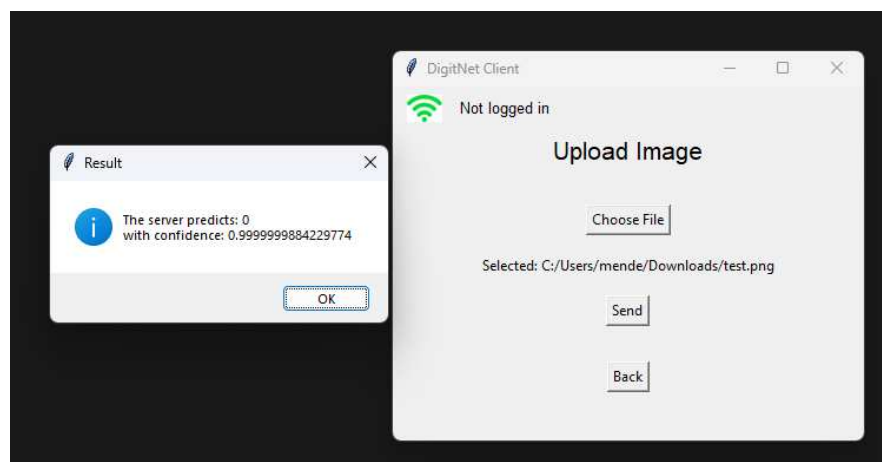 DigitNet Client
Not logged in
Upload Image
Choose File
Selected: C:/Users/mende/Downloads/test.png
Send
Back
Result
The server predicts: 0
with confidence: 0.9999999884229774
OK